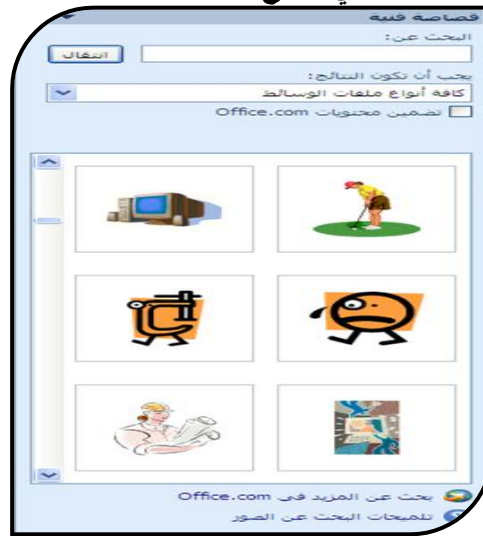 قصاصة فنية
البحث عن:
انتقال
يجب أن تكون النتائج:
كافة أنواع ملفات الوسائط
تضمين محتويات Office.com
بحث عن المزيد في Office.com
تلميحات البحث عن الصور